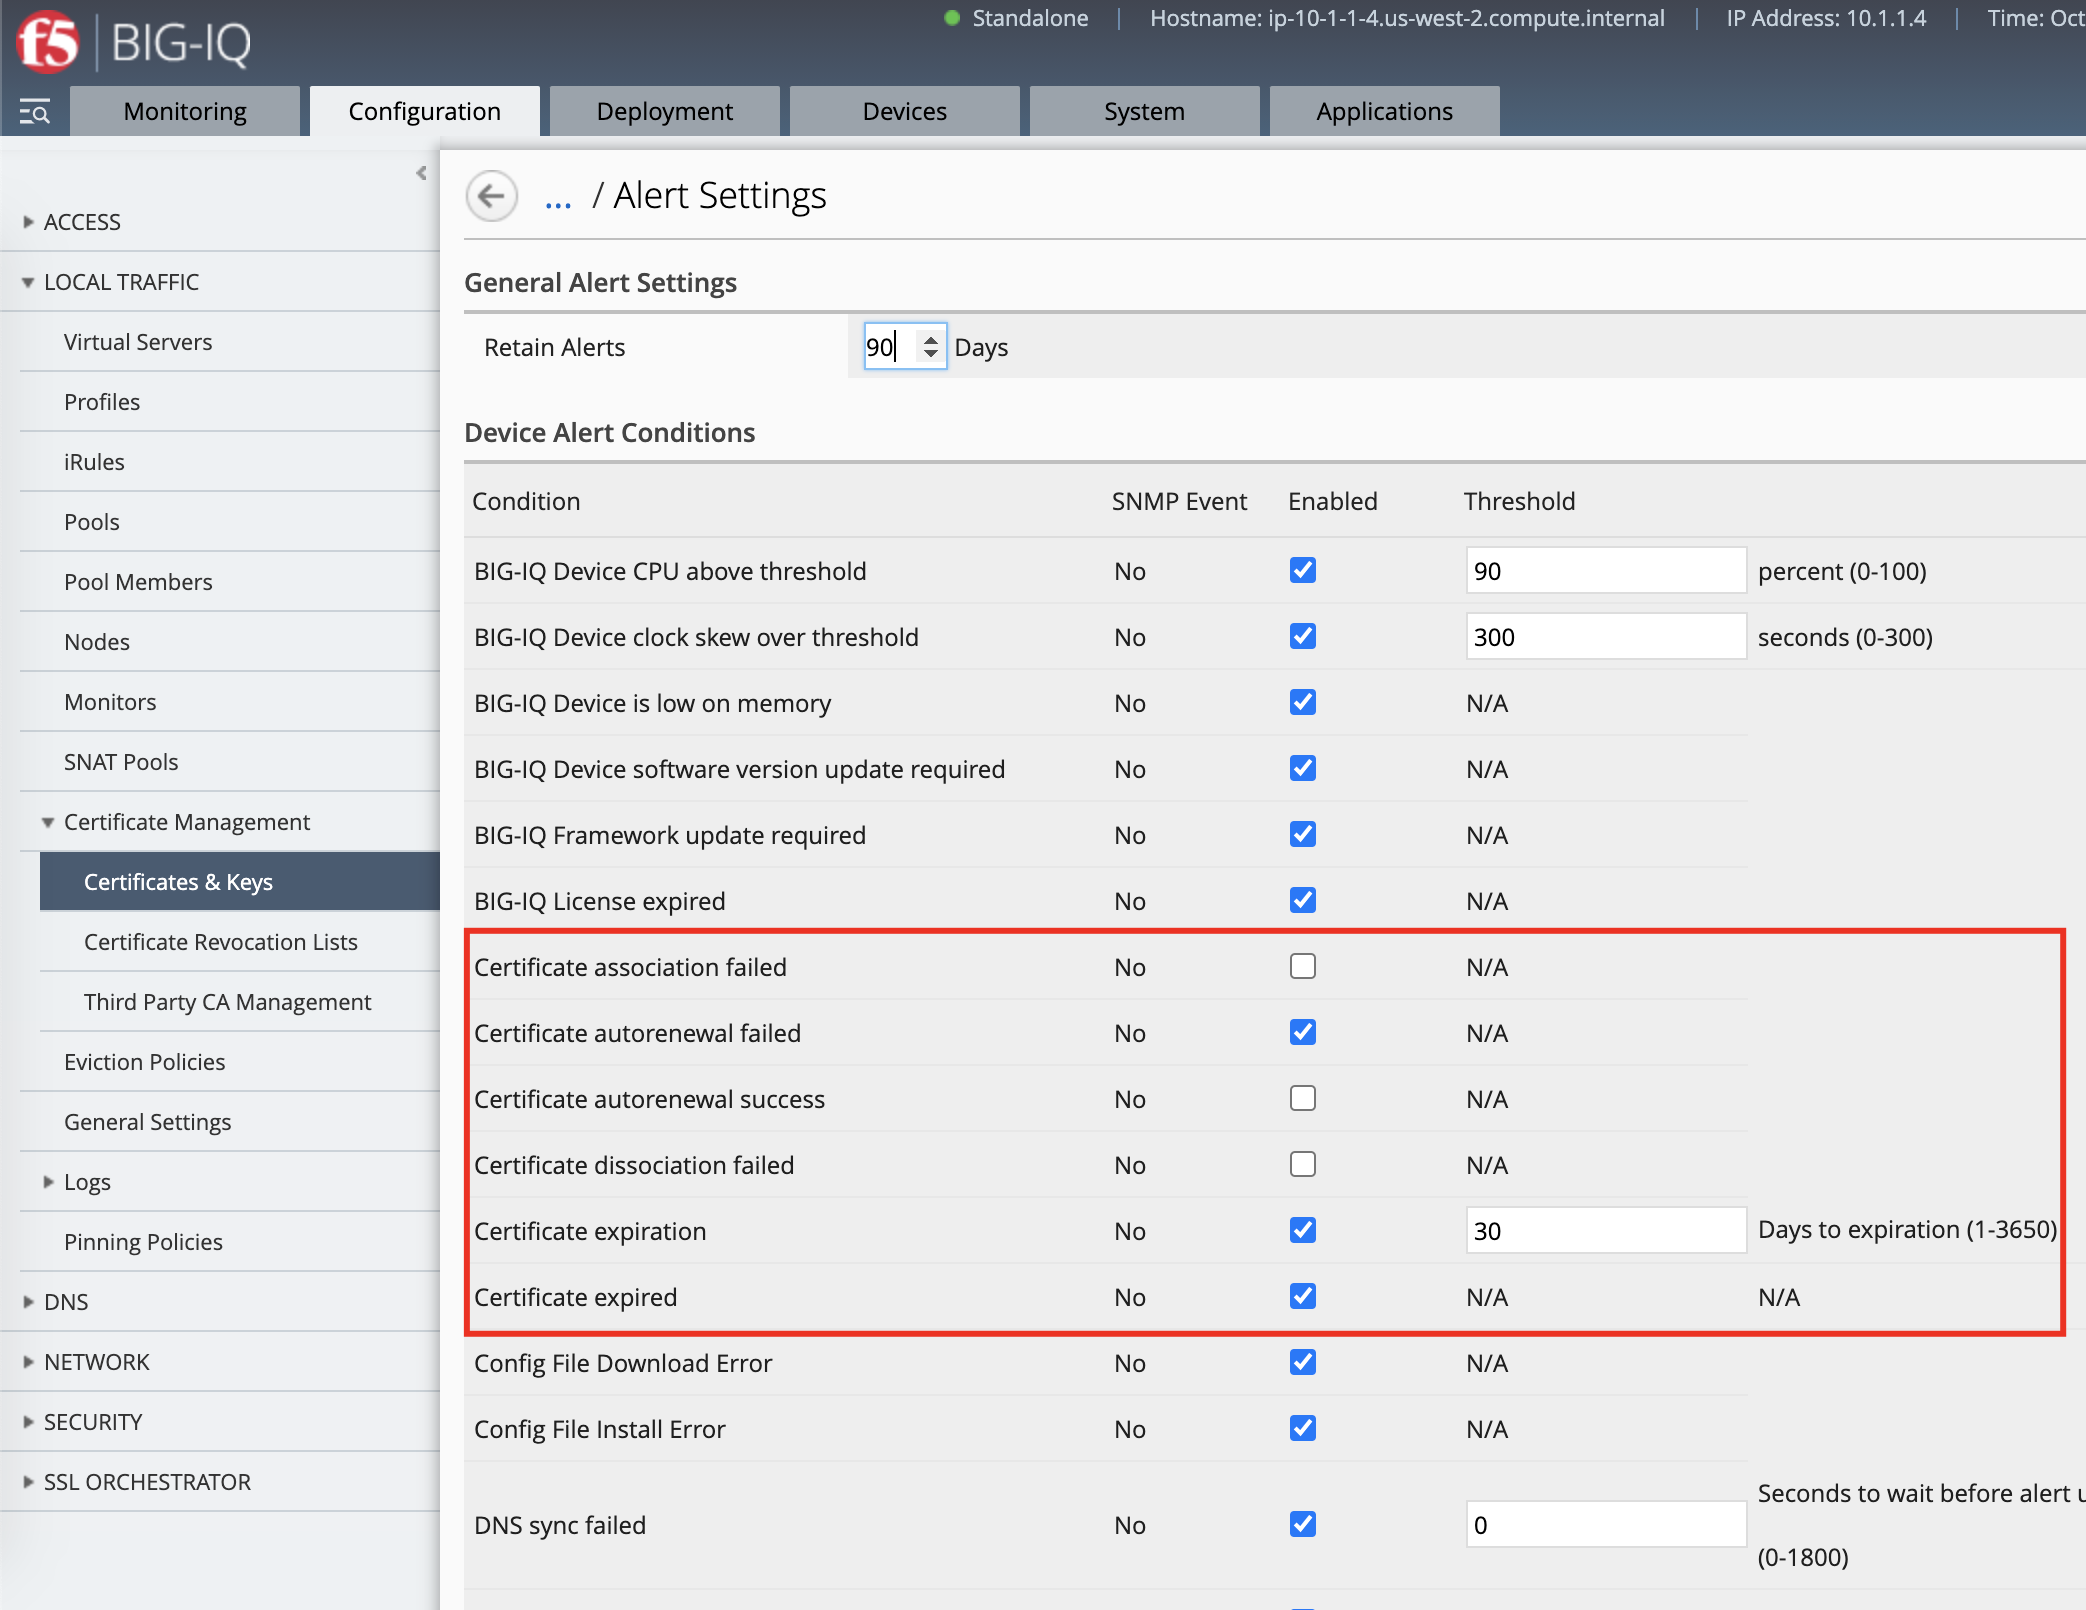 f5 BIG-IQ
Standalone Hostname: ip-10-1-1-4.us-west-2.compute.internal IP Address: 10.1.1.4 Time: Oct
Monitoring Configuration Deployment Devices System Applications
ACCESS
LOCAL TRAFFIC
Virtual Servers
Profiles
iRules
Pools
Pool Members
Nodes
Monitors
SNAT Pools
Certificate Management
Certificates & Keys
Certificate Revocation Lists
Third Party CA Management
Eviction Policies
General Settings
Logs
Pinning Policies
DNS
NETWORK
SECURITY
SSL ORCHESTRATOR
... / Alert Settings
General Alert Settings
Retain Alerts 90 Days
Device Alert Conditions
Condition SNMP Event Enabled Threshold
BIG-IQ Device CPU above threshold No 90 percent (0-100)
BIG-IQ Device clock skew over threshold No 300 seconds (0-300)
BIG-IQ Device is low on memory No N/A
BIG-IQ Device software version update required No N/A
BIG-IQ Framework update required No N/A
BIG-IQ License expired No N/A
Certificate association failed No N/A
Certificate autorenewal failed No N/A
Certificate autorenewal success No N/A
Certificate dissociation failed No N/A
Certificate expiration No 30 Days to expiration (1-3650)
Certificate expired No N/A N/A
Config File Download Error No N/A
Config File Install Error No N/A
DNS sync failed No 0 Seconds to wait before alert
(0-1800)